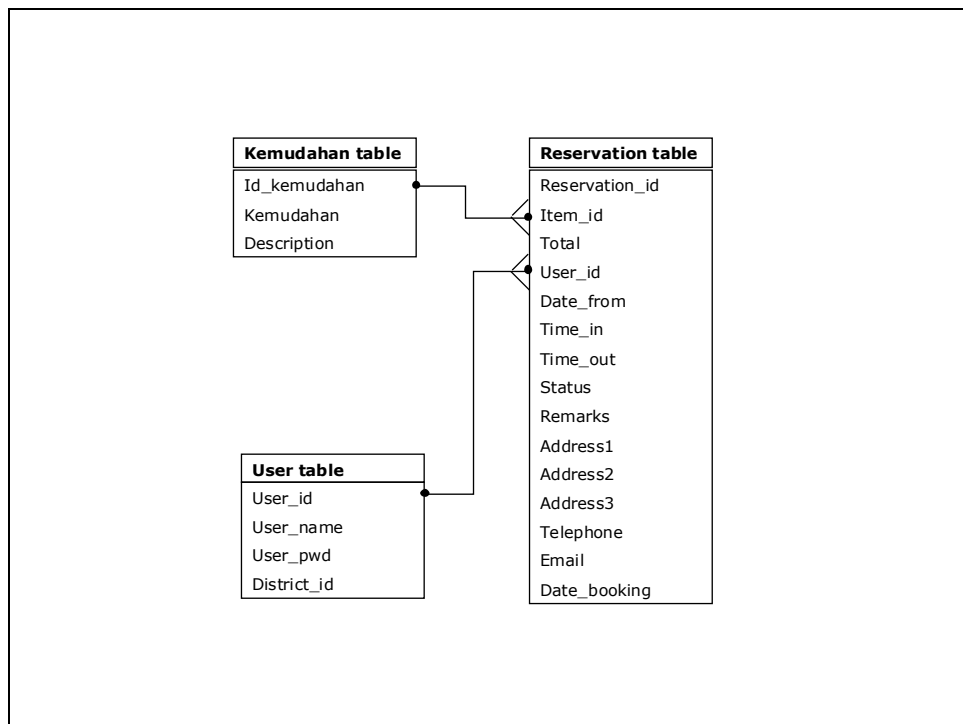 Kemudahan table
Id_kemudahan
Kemudahan
Description
Reservation table
Reservation_id
Item_id
Total
User_id
Date_from
Time_in
Time_out
Status
Remarks
Address1
Address2
Address3
Telephone
Email
Date_booking
User table
User_id
User_name
User_pwd
District_id